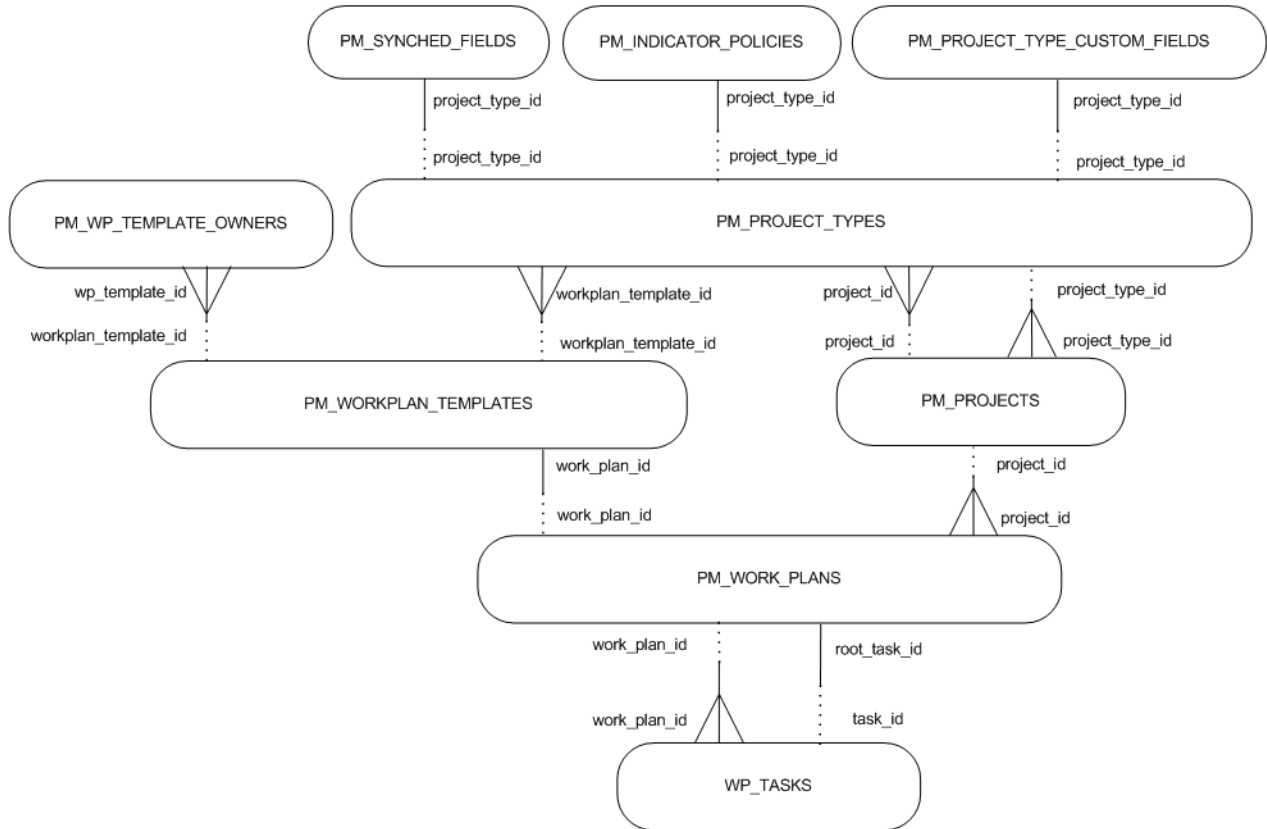 PM_SYNCHED_FIELDS
PM_INDICATOR_POLICIES
PM_PROJECT_TYPE_CUSTOM_FIELDS
project_type_id
project_type_id
project_type_id
project_type_id
project_type_id
project_type_id
PM_WP_TEMPLATE_OWNERS
PM_PROJECT_TYPES
wp_template_id
workplan_template_id
project_id
project_type_id
workplan_template_id
workplan_template_id
project_id
project_type_id
PM_WORKPLAN_TEMPLATES
PM_PROJECTS
work_plan_id
project_id
work_plan_id
project_id
PM_WORK_PLANS
work_plan_id
root_task_id
work_plan_id
task_id
WP_TASKS